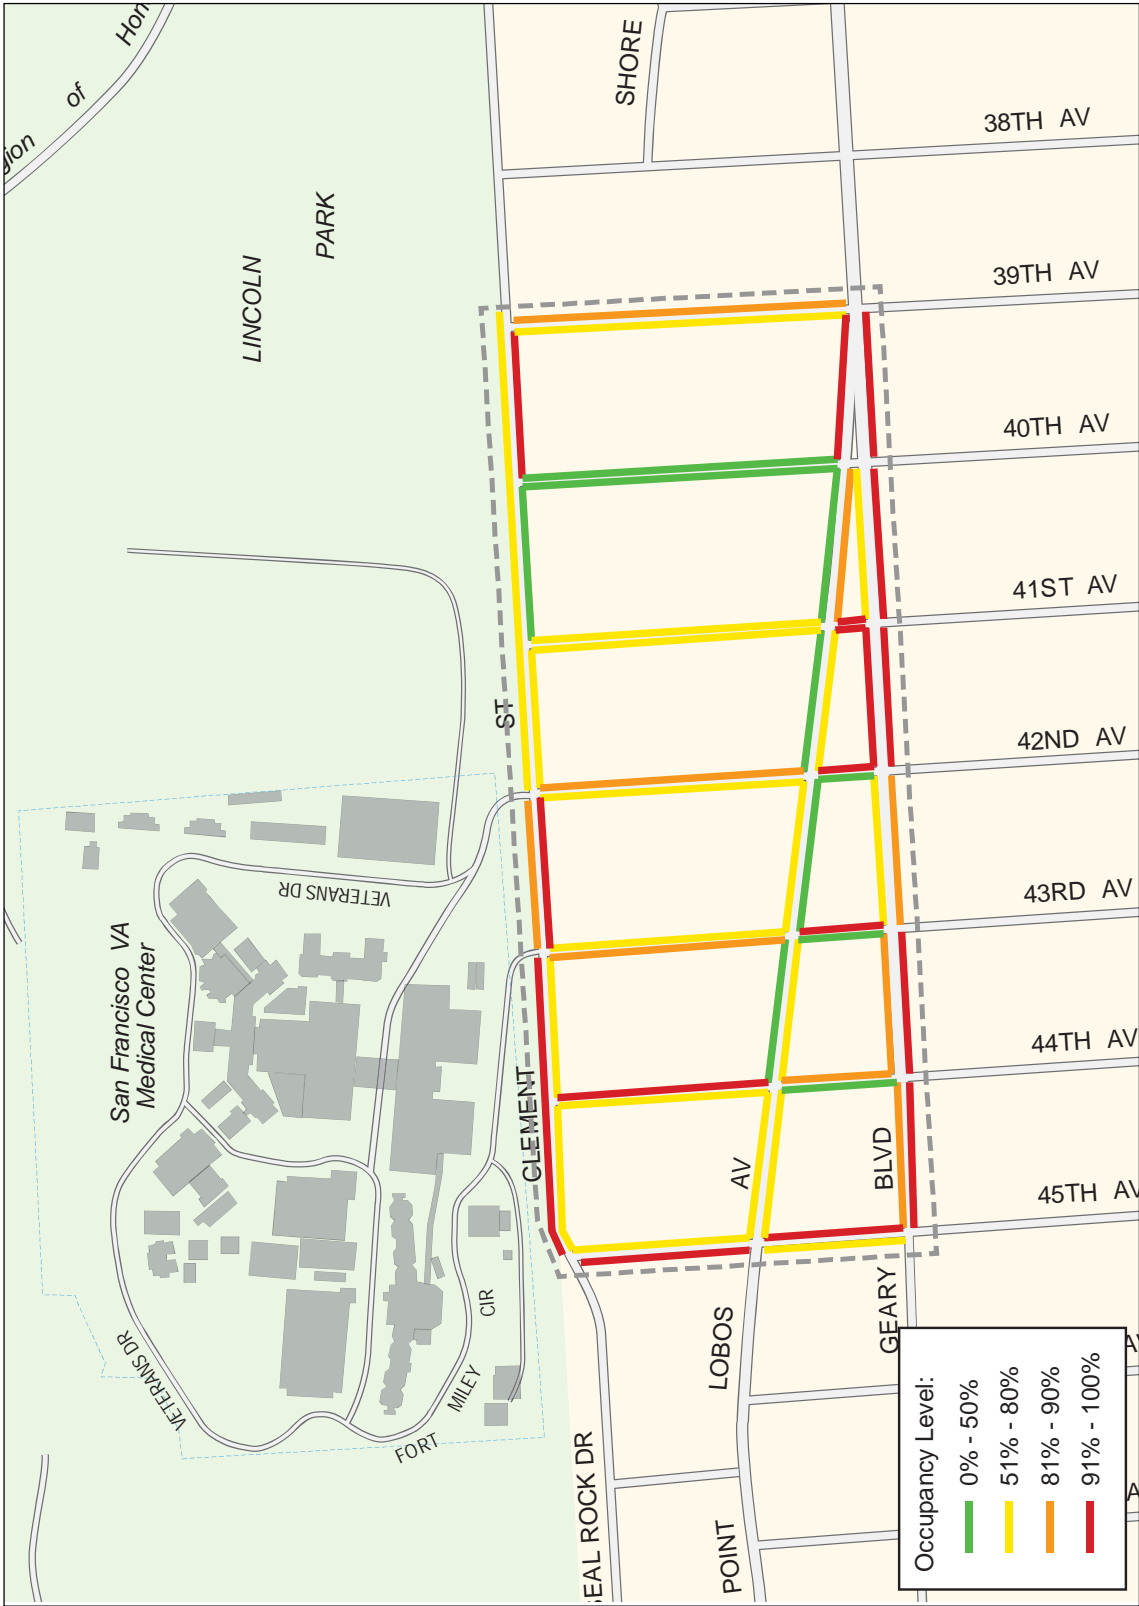 gion of Hon
LINCOLN
PARK
SHORE
38TH AV
39TH AV
40TH AV
41ST AV
42ND AV
43RD AV
44TH AV
45TH AV
ST
CLEMENT
VETERANS DR
San Francisco VA
Medical Center
VETERANS DR
FORT
MILEY
CIR
AV
LOBOS
POINT
BLVD
GEARY
SEAL ROCK DR
Occupancy Level:
0% - 50%
51% - 80%
81% - 90%
91% - 100%